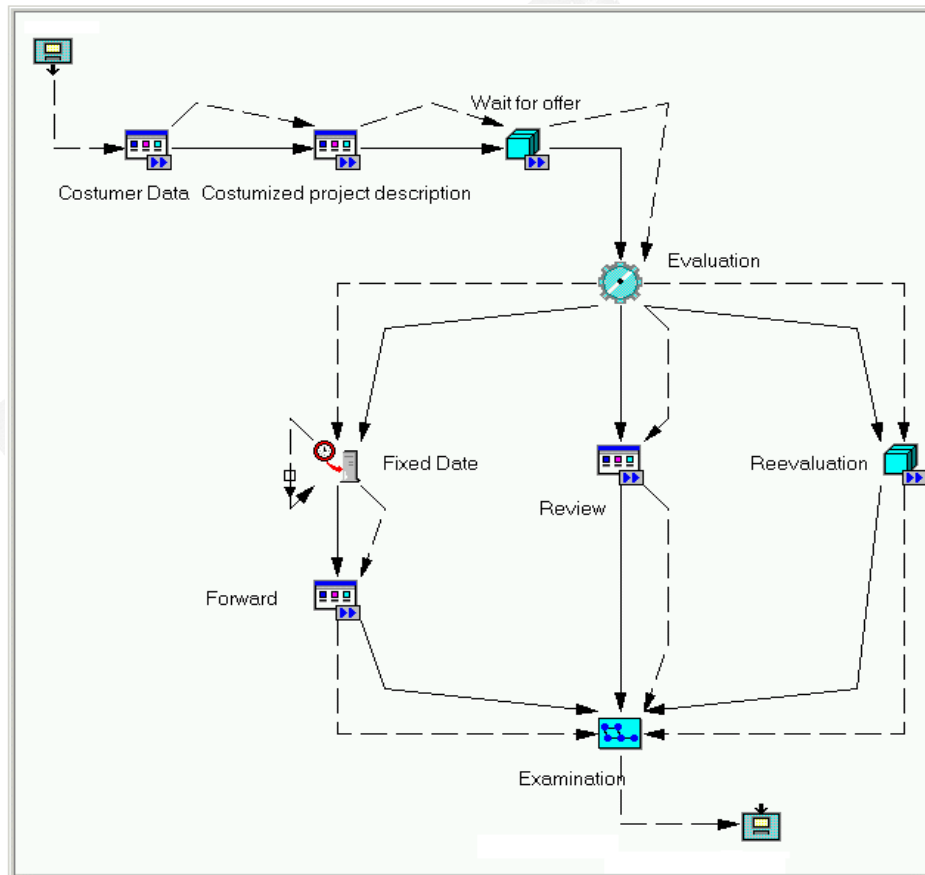 Wait for offer
Costumer Data
Costumized project description
Evaluation
Fixed Date
Reevaluation
Review
Forward
Examination